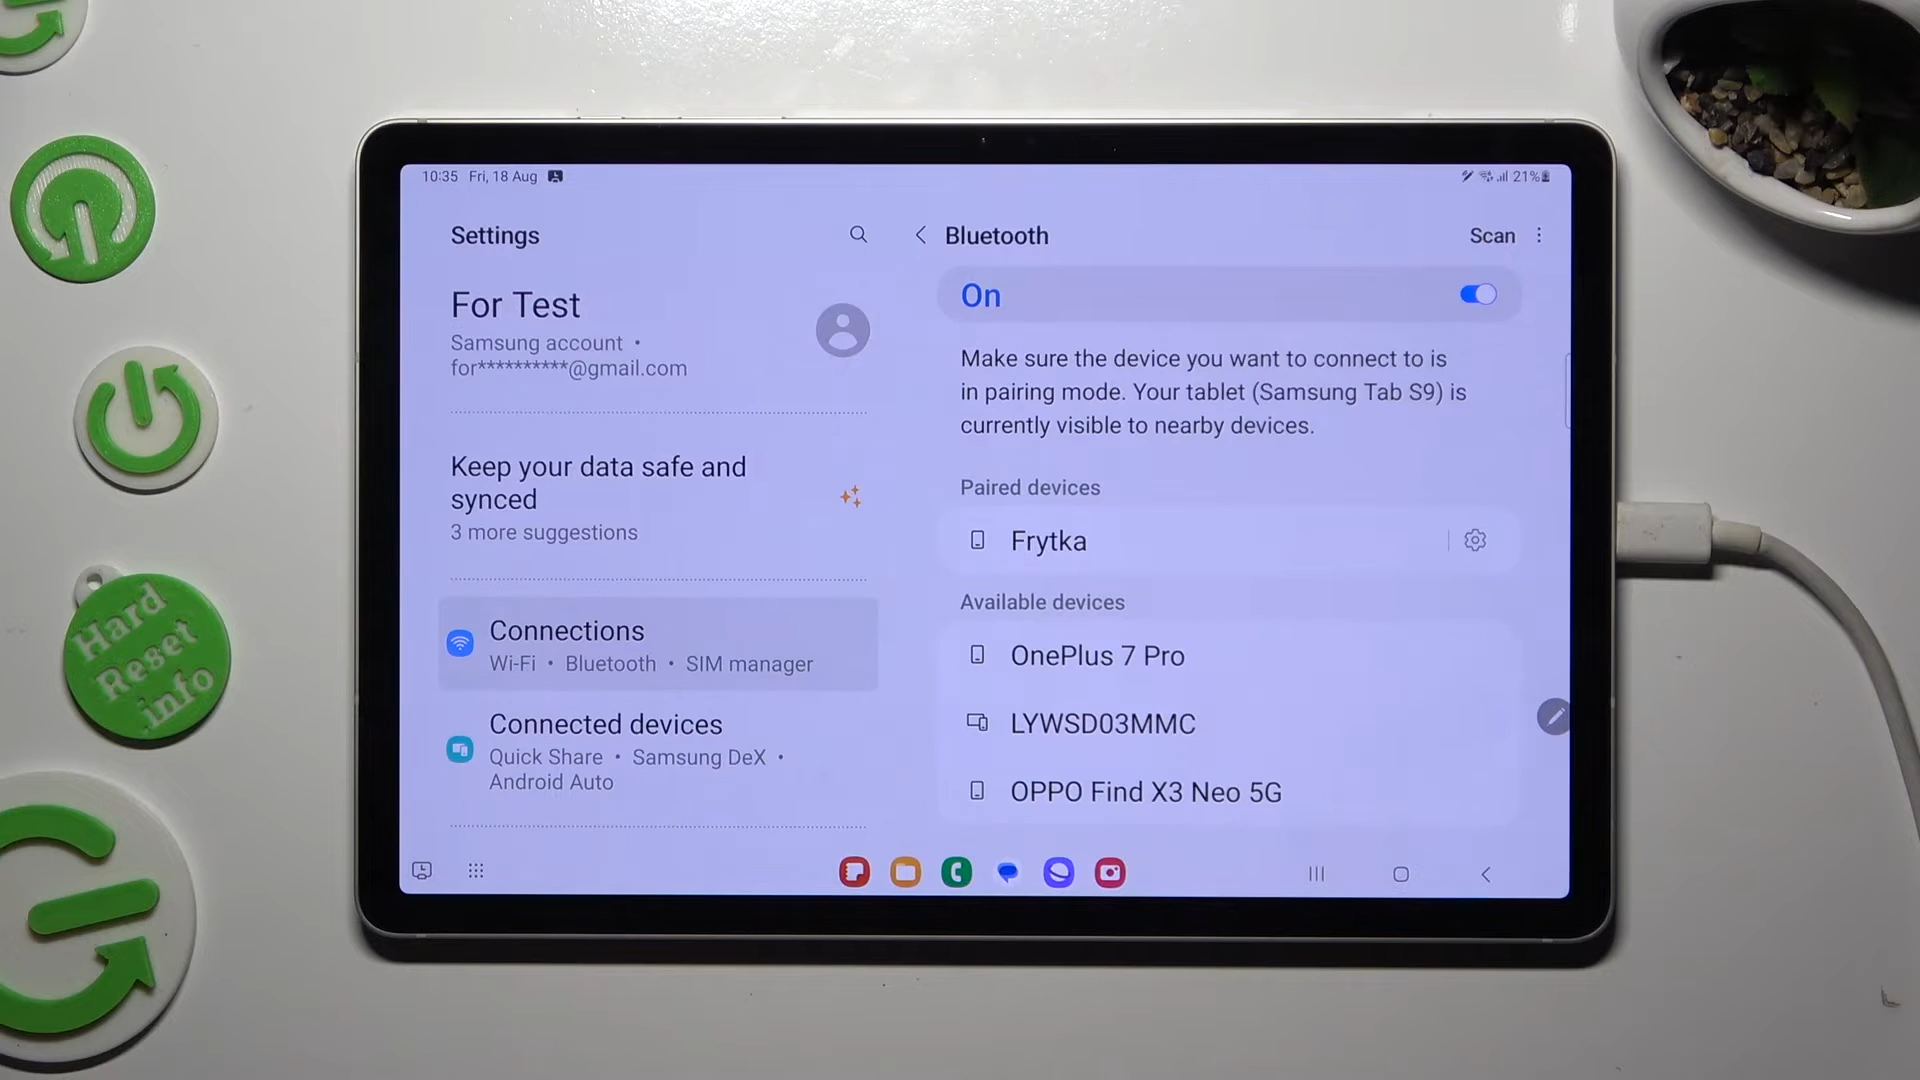 10:35 Fri, 18 Aug
21%
Settings
For Test
Samsung account •
for**********@gmail.com
Keep your data safe and
synced
3 more suggestions
Connections
Wi-Fi • Bluetooth • SIM manager
Connected devices
Quick Share • Samsung DeX •
Android Auto
Bluetooth
Scan
On
Make sure the device you want to connect to is
in pairing mode. Your tablet (Samsung Tab S9) is
currently visible to nearby devices.
Paired devices
Frytka
Available devices
OnePlus 7 Pro
LYWSD03MMC
OPPO Find X3 Neo 5G
Hard
Reset
.info